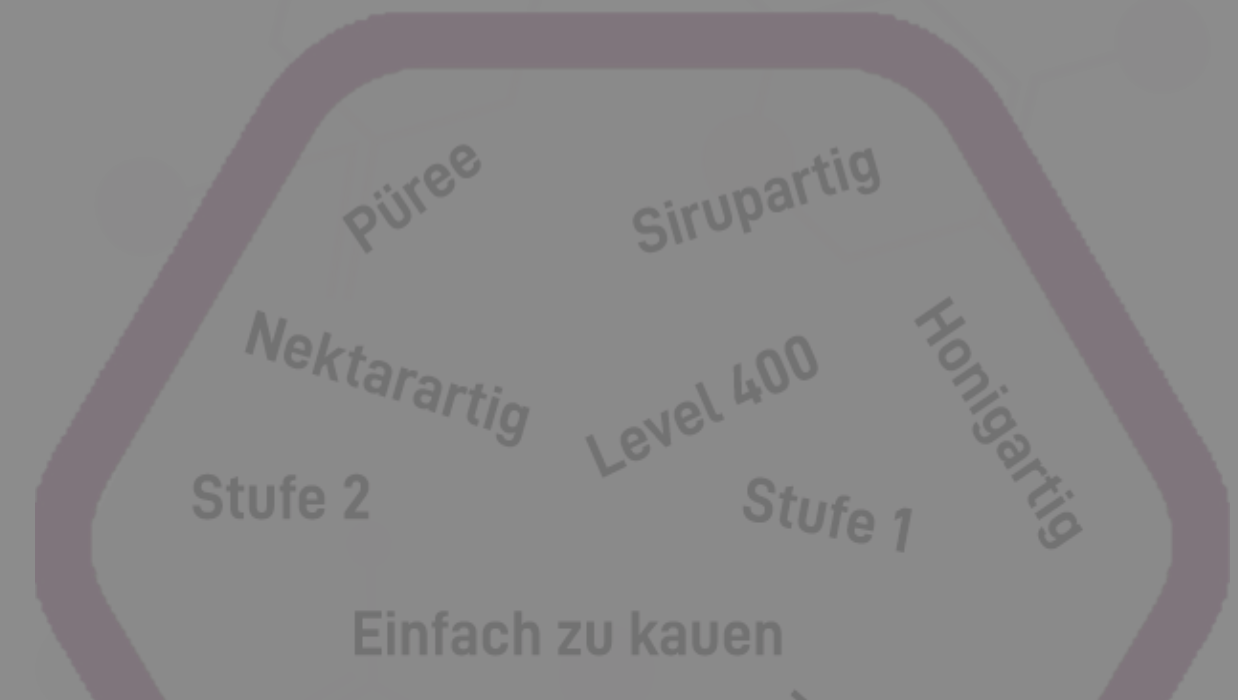 Püree
Sirupartig
Nektarartig
Level 400
Honigartig
Stufe 2
Stufe 1
Einfach zu kauen